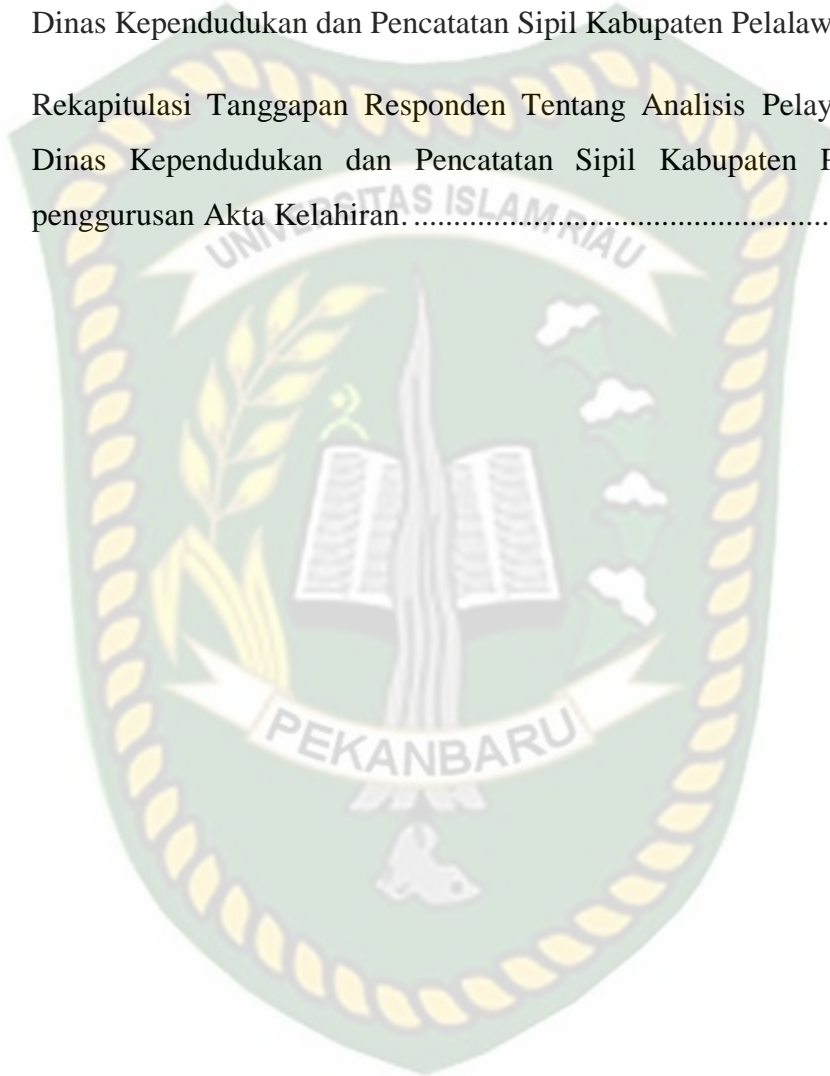 Dinas Kependudukan dan Pencatatan Sipil Kabupaten Pelalaw
Rekapitulasi Tanggapan Responden Tentang Analisis Pelay
Dinas Kependudukan dan Pencatatan Sipil Kabupaten P
penggurusan Akta Kelahiran. ....................................................
UNIVERSITAS ISLAM RIAU
PEKANBARU